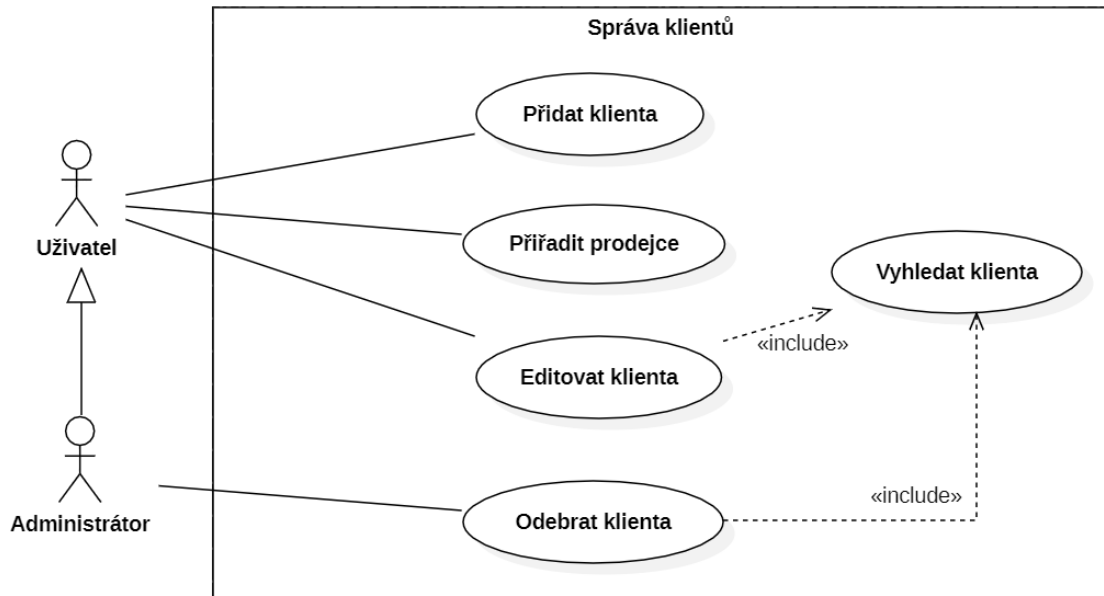 Správa klientů
Přidat klienta
Uživatel
Přiřadit prodejce
Vyhledat klienta
Editovat klienta
«include»
Administrátor
Odebrat klienta
«include»